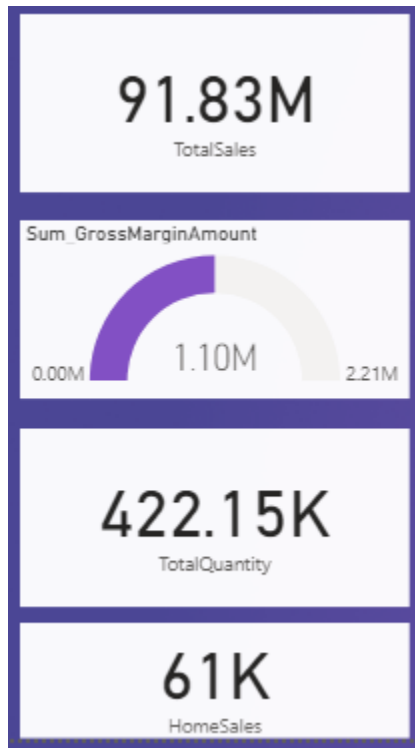 91.83M
TotalSales
Sum_GrossMarginAmount
1.10M
0.00M 2.21M
422.15K
TotalQuantity
61K
HomeSales